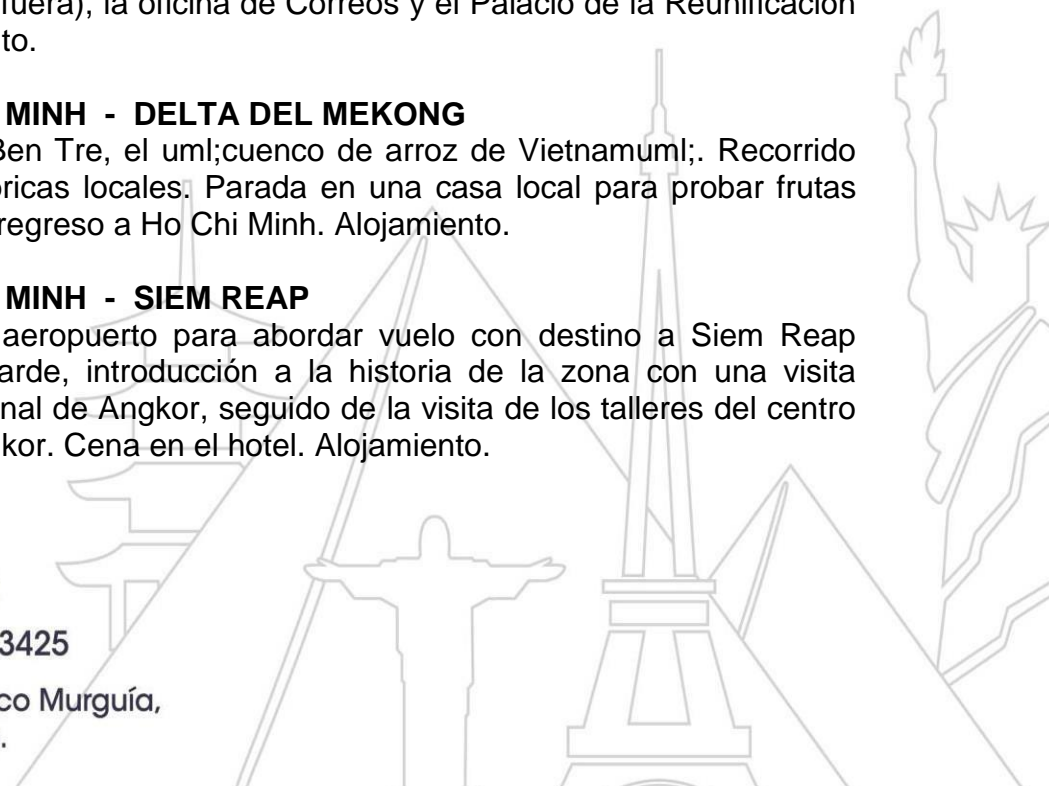 fuera), la oficina de Correos y el Palacio de la Reunificación
to.
MINH - DELTA DEL MEKONG
Ben Tre, el uml;cuenco de arroz de Vietnamuml;. Recorrido
ricas locales. Parada en una casa local para probar frutas
regreso a Ho Chi Minh. Alojamiento.
MINH - SIEM REAP
aeropuerto para abordar vuelo con destino a Siem Reap
arde, introducción a la historia de la zona con una visita
nal de Angkor, seguido de la visita de los talleres del centro
kor. Cena en el hotel. Alojamiento.
3425
co Murguía,
.